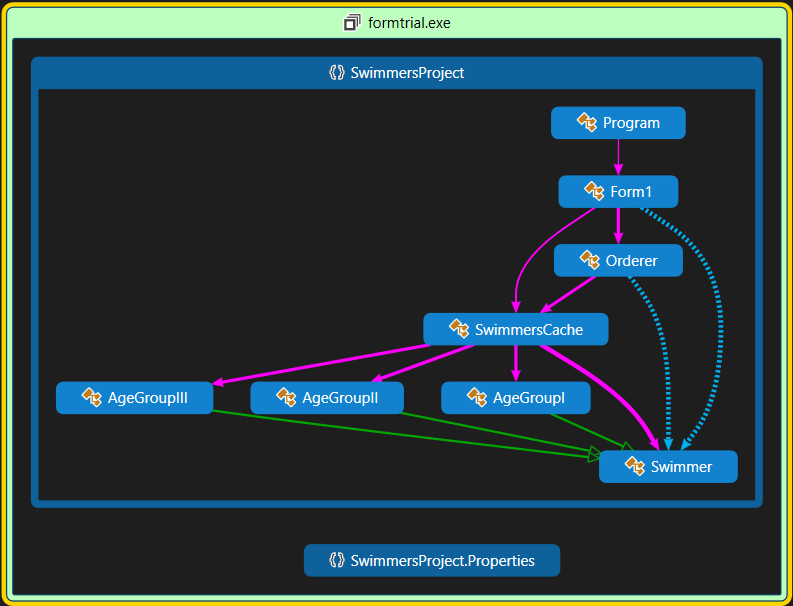 formtrial.exe
{} SwimmersProject
Program
Form1
Orderer
SwimmersCache
AgeGroupIII
AgeGroupII
AgeGroupI
Swimmer
{} SwimmersProject.Properties